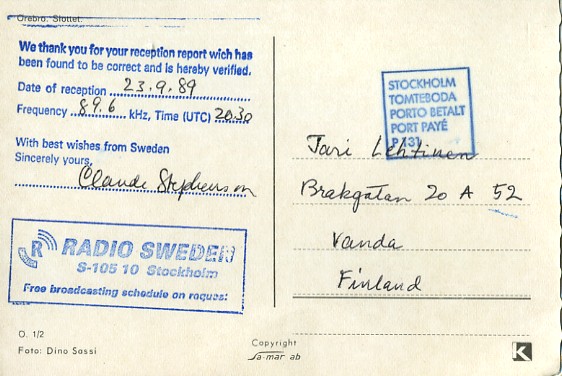 Örebro. Slottet.
We thank you for your reception report wich has
been found to be correct and is hereby verified.
Date of reception 23.9.89
Frequency 89.6 kHz, Time (UTC) 20.30
With best wishes from Sweden
Sincerely yours,
Claude Stephenson
R RADIO SWEDEN
S-105 10 Stockholm
Free broadcasting schedule on request
O. 1/2
Foto: Dino Sassi
Copyright
Sa-mar ab
STOCKHOLM
TOMTEBODA
PORTO BETALT
PORT PAYÉ
P 131
Jari Lehtinen
Brakgatan 20 A 52
Vanda
Finland
K